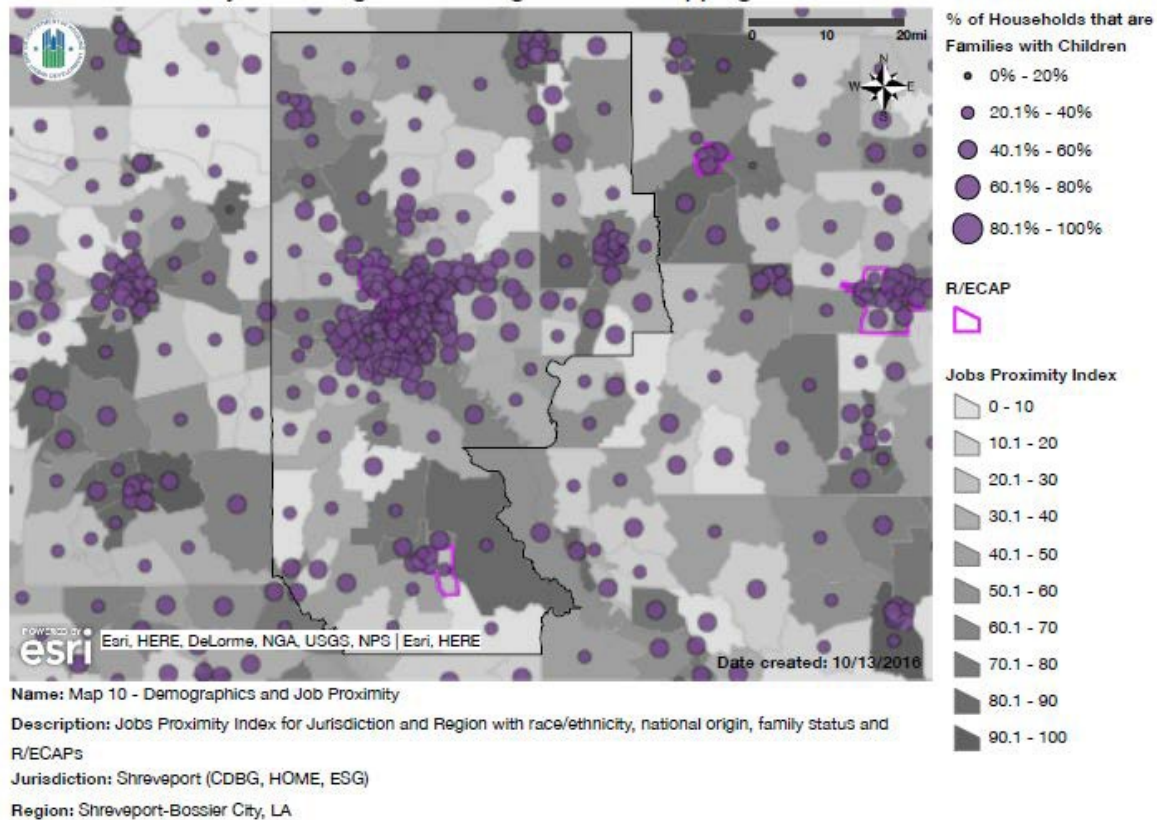 0 10 20mi
N
W E
S
% of Households that are
Families with Children
0% - 20%
20.1% - 40%
40.1% - 60%
60.1% - 80%
80.1% - 100%
R/ECAP
Jobs Proximity Index
0 - 10
10.1 - 20
20.1 - 30
30.1 - 40
40.1 - 50
50.1 - 60
60.1 - 70
70.1 - 80
80.1 - 90
90.1 - 100
POWERED BY
esri
Esri, HERE, DeLorme, NGA, USGS, NPS | Esri, HERE
Date created: 10/13/2016
Name: Map 10 - Demographics and Job Proximity
Description: Jobs Proximity Index for Jurisdiction and Region with race/ethnicity, national origin, family status and
R/ECAPs
Jurisdiction: Shreveport (CDBG, HOME, ESG)
Region: Shreveport-Bossier City, LA